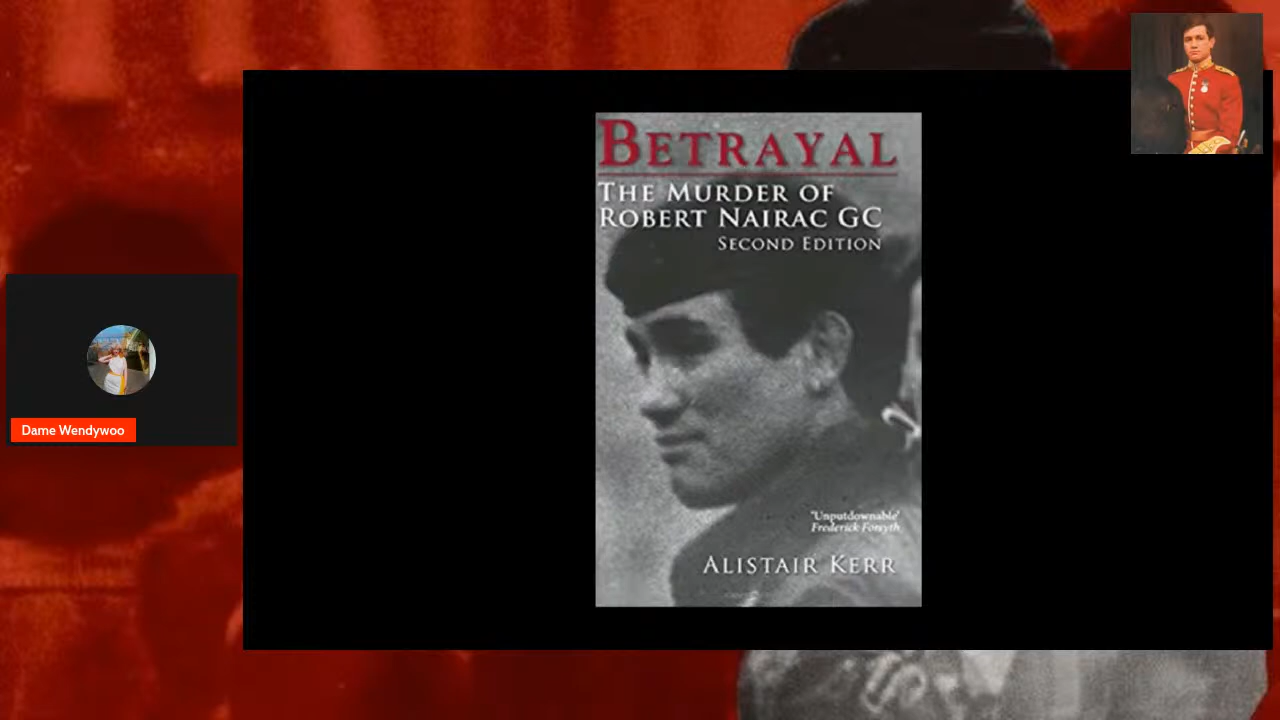 BETRAYAL
THE MURDER OF
ROBERT NAIRAC GC
SECOND EDITION
"Unputdownable"
Frederick Forsyth
ALISTAIR KERR
Dame Wendywoo